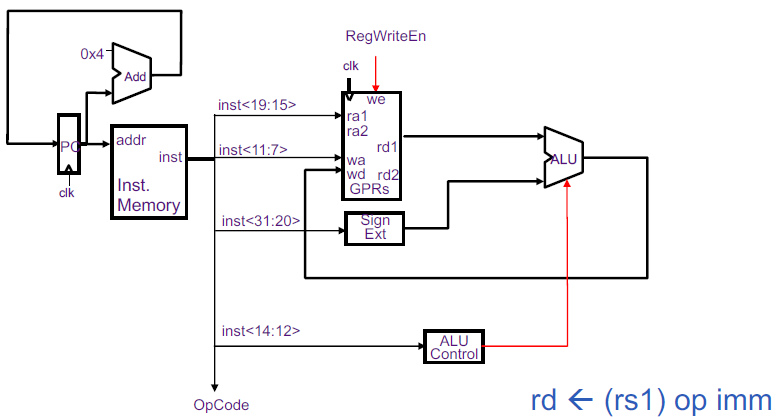 RegWriteEn
0x4
Add
clk
we
inst<19:15>
ra1
ra2
PC
addr
inst
inst<11:7>
rd1
wa
wd
rd2
GPRs
ALU
clk
Inst.
Memory
inst<31:20>
Sign
Ext
inst<14:12>
ALU
Control
OpCode
rd ← (rs1) op imm